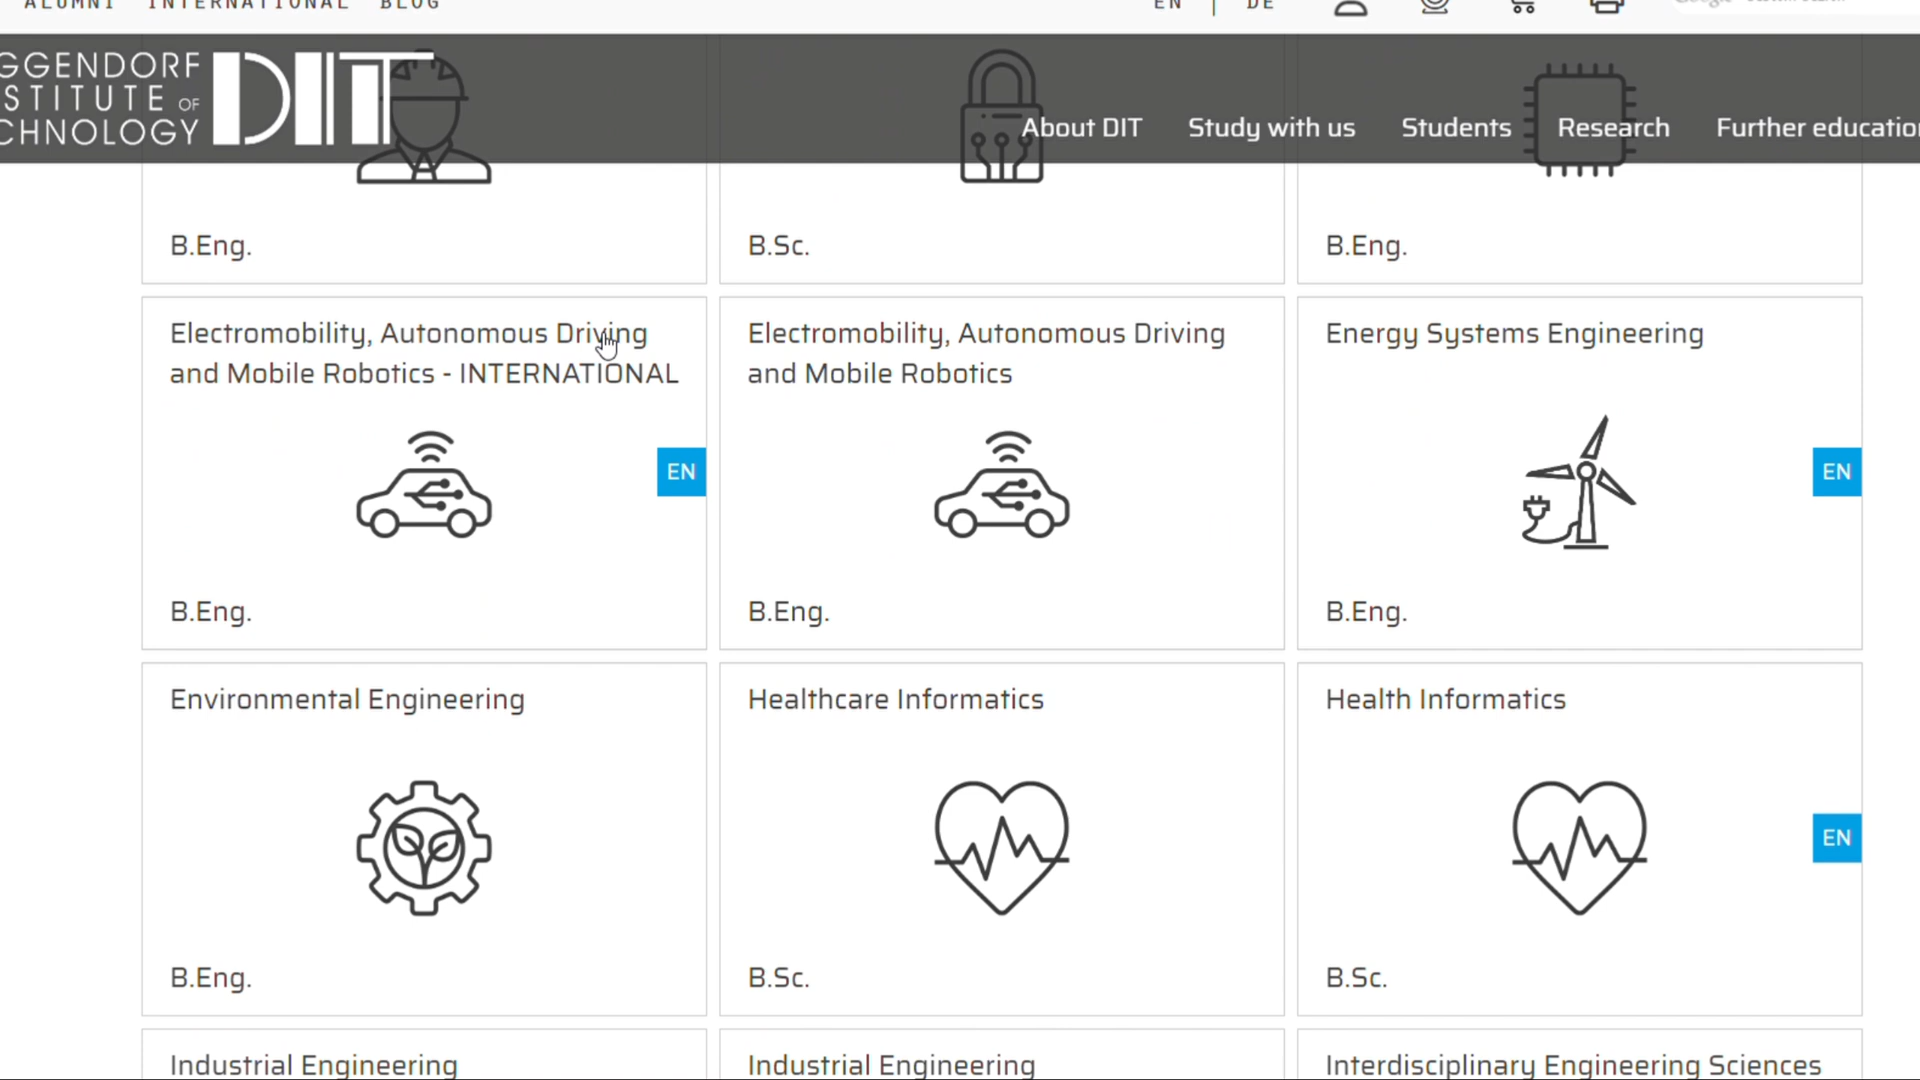 ALUMNI INTERNATIONAL BLOG
EN | DE
GGENDORF
STITUTE OF
CHNOLOGY
DIT
About DIT Study with us Students Research Further education
B.Eng.
B.Sc.
B.Eng.
Electromobility, Autonomous Driving
and Mobile Robotics - INTERNATIONAL
EN
B.Eng.
Electromobility, Autonomous Driving
and Mobile Robotics
B.Eng.
Energy Systems Engineering
EN
B.Eng.
Environmental Engineering
B.Eng.
Healthcare Informatics
B.Sc.
Health Informatics
EN
B.Sc.
Industrial Engineering
Industrial Engineering
Interdisciplinary Engineering Sciences